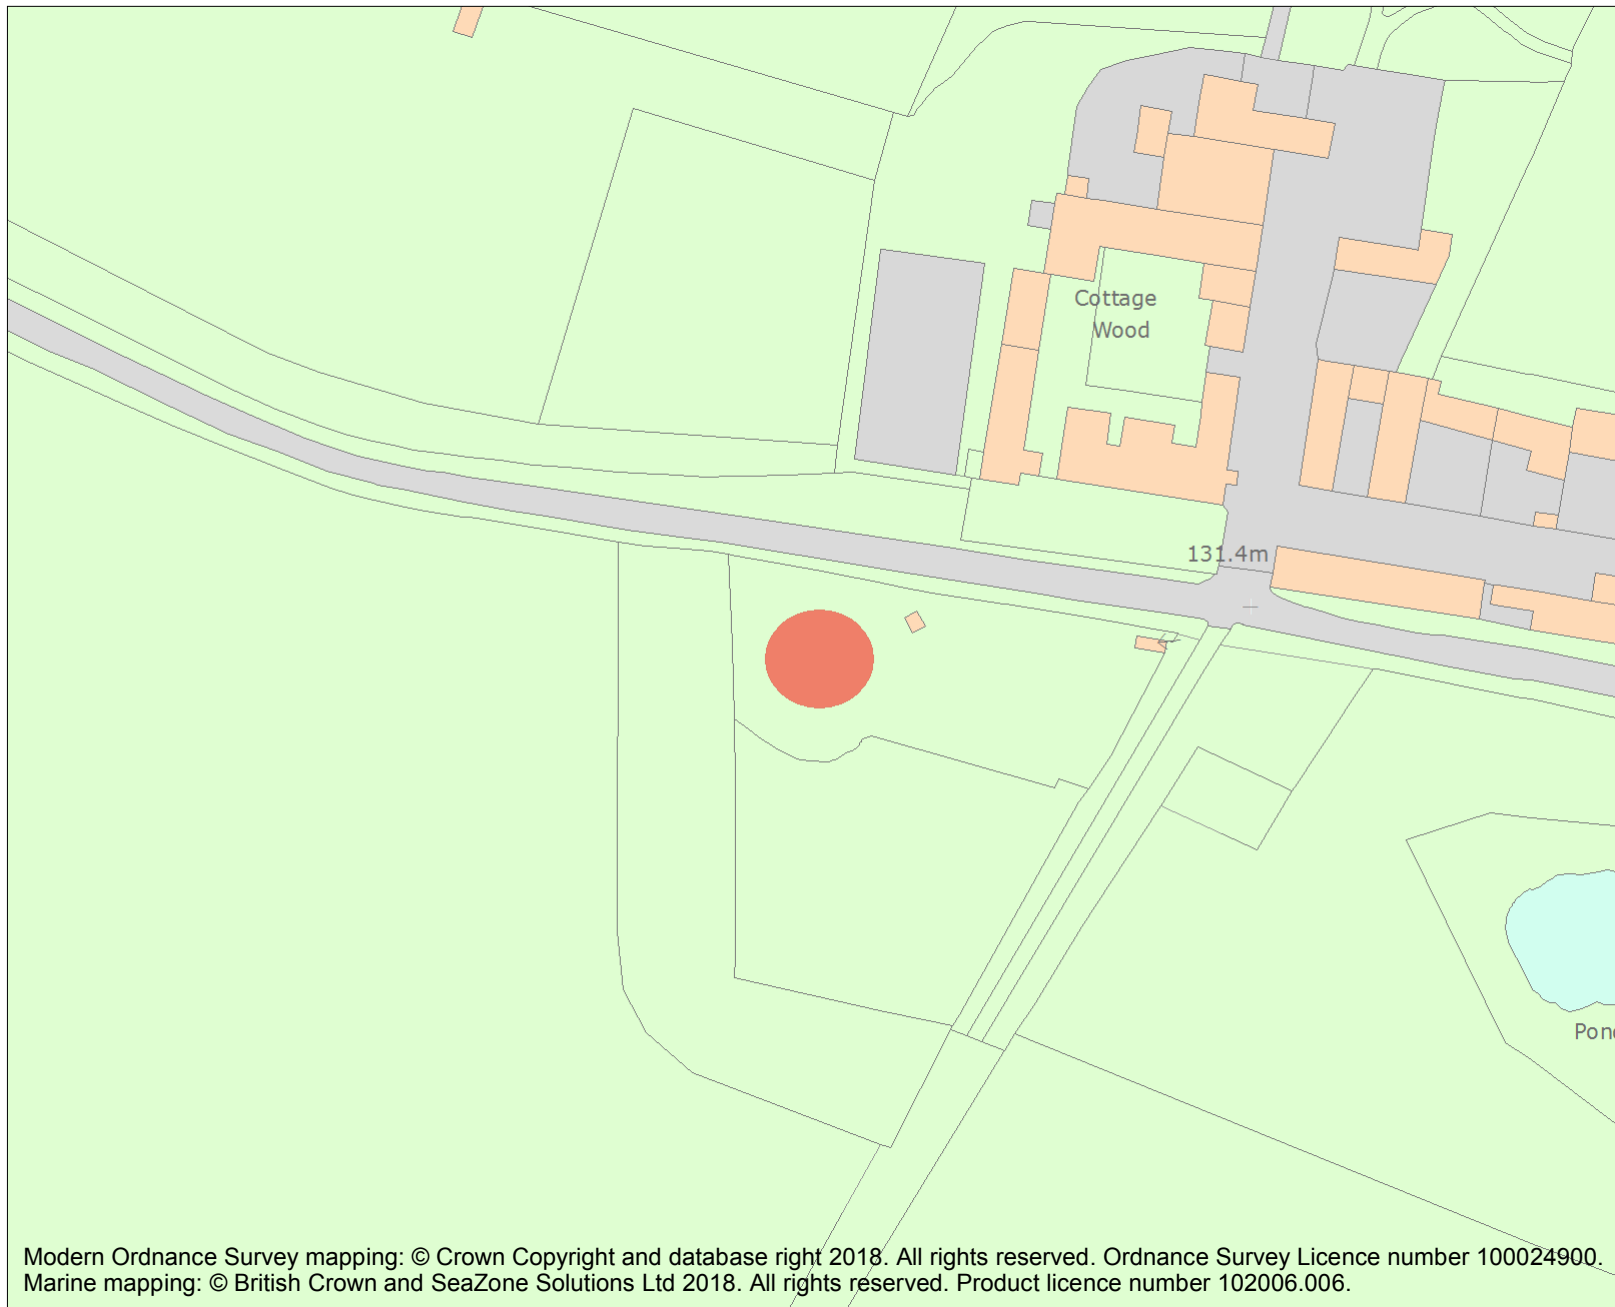 Cottage
Wood
131.4m
Modern Ordnance Survey mapping: © Crown Copyright and database right 2018. All rights reserved. Ordnance Survey Licence number 100024900.
Marine mapping: © British Crown and SeaZone Solutions Ltd 2018. All rights reserved. Product licence number 102006.006.